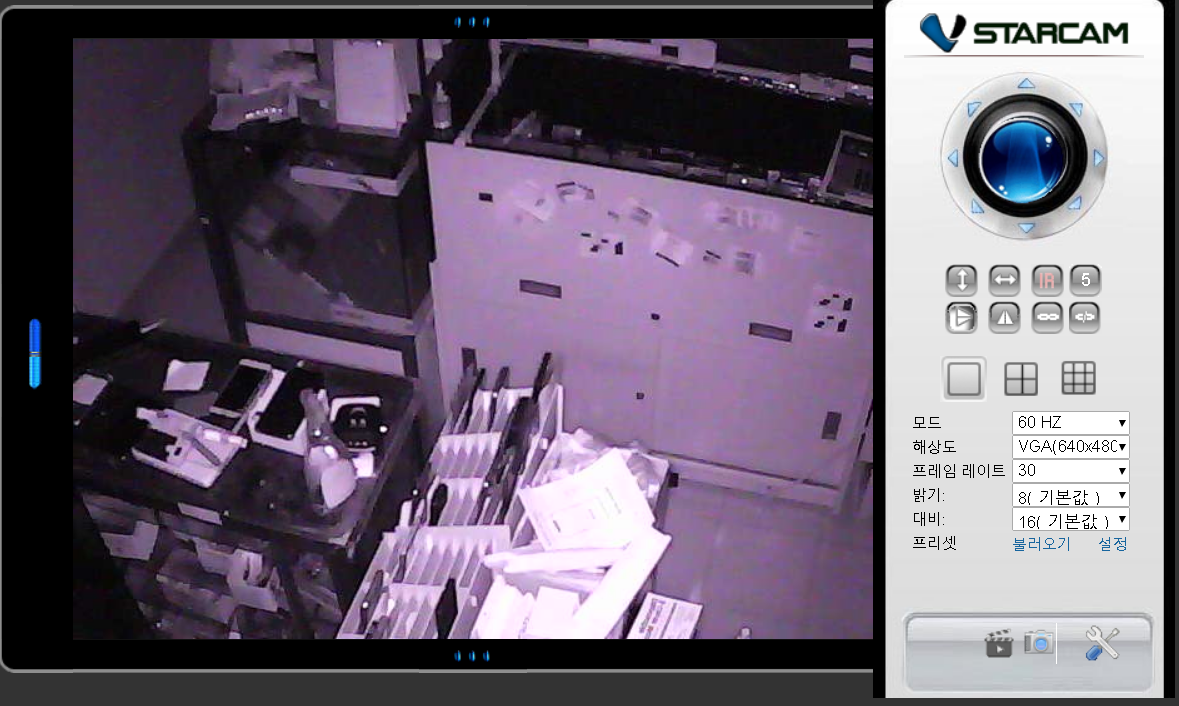 VSTARCAM
IR
5
모드 60 HZ
해상도 VGA(640x480
프레임 레이트 30
밝기: 8( 기본값 )
대비: 16( 기본값 )
프리셋 불러오기 설정